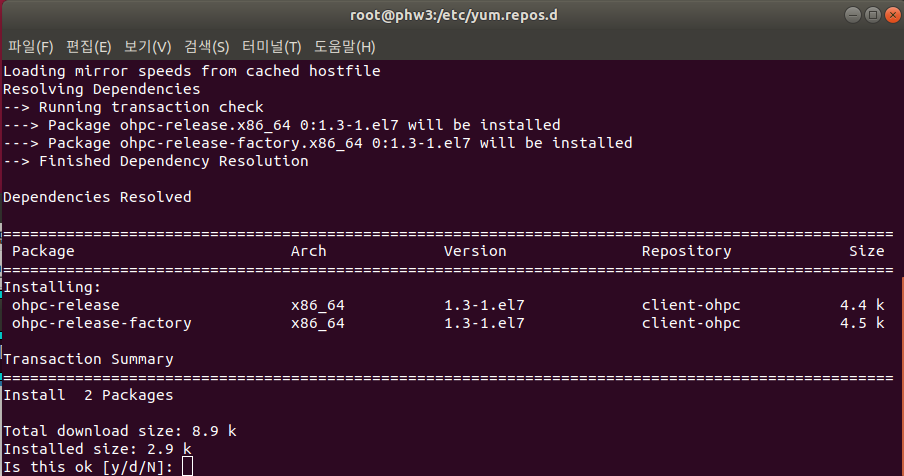 root@phw3:/etc/yum.repos.d
파일(F) 편집(E) 보기(V) 검색(S) 터미널(T) 도움말(H)
Loading mirror speeds from cached hostfile
Resolving Dependencies
--> Running transaction check
---> Package ohpc-release.x86_64 0:1.3-1.el7 will be installed
---> Package ohpc-release-factory.x86_64 0:1.3-1.el7 will be installed
--> Finished Dependency Resolution
Dependencies Resolved
===================================================================================================
Package Arch Version Repository Size
===================================================================================================
Installing:
ohpc-release x86_64 1.3-1.el7 client-ohpc 4.4 k
ohpc-release-factory x86_64 1.3-1.el7 client-ohpc 4.5 k
Transaction Summary
===================================================================================================
Install  2 Packages
Total download size: 8.9 k
Installed size: 2.9 k
Is this ok [y/d/N]: